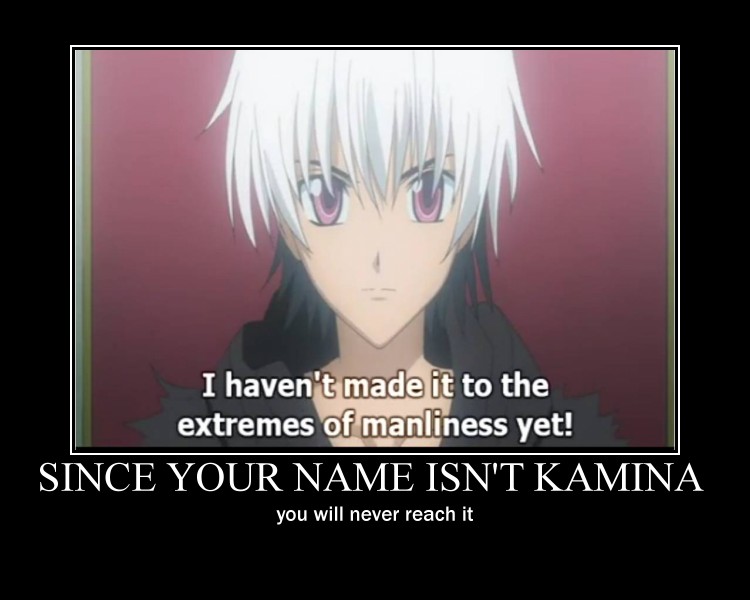 I haven't made it to the
extremes of manliness yet!
SINCE YOUR NAME ISN'T KAMINA
you will never reach it